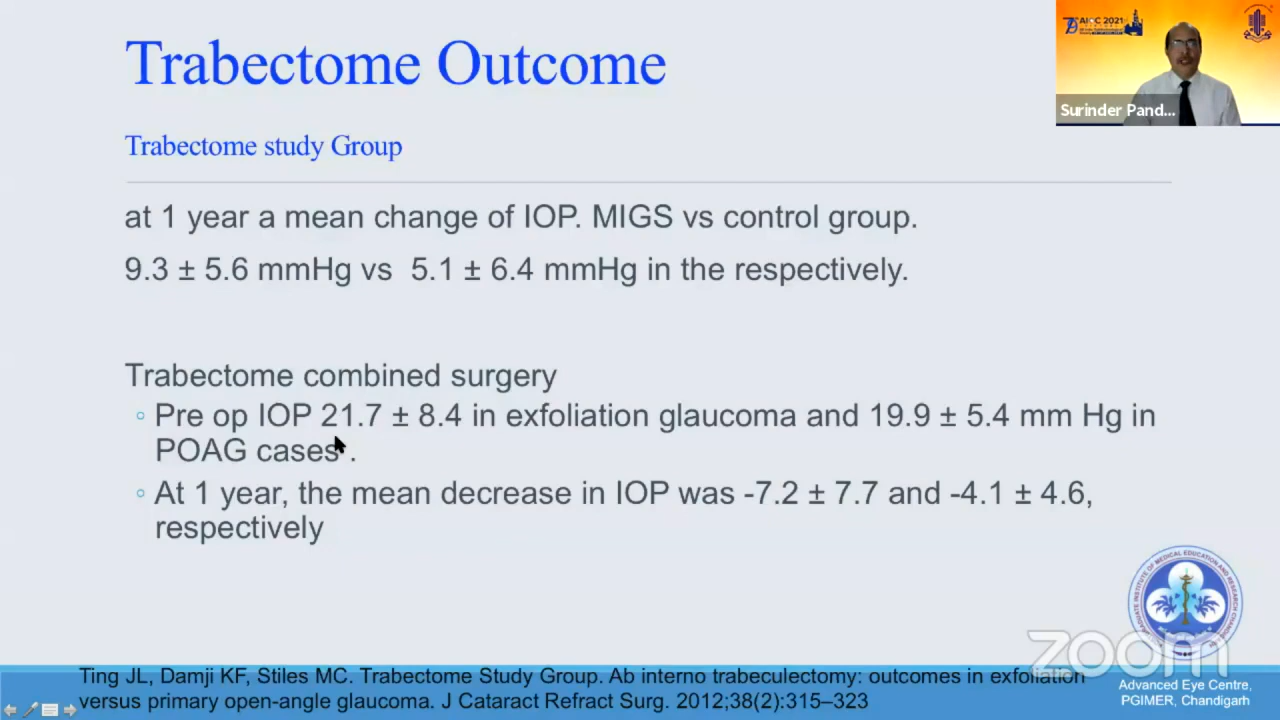 Trabectome Outcome
Trabectome study Group
at 1 year a mean change of IOP. MIGS vs control group.
9.3 ± 5.6 mmHg vs  5.1 ± 6.4 mmHg in the respectively.
Trabectome combined surgery
Pre op IOP 21.7 ± 8.4 in exfoliation glaucoma and 19.9 ± 5.4 mm Hg in
POAG cases .
At 1 year, the mean decrease in IOP was -7.2 ± 7.7 and -4.1 ± 4.6,
respectively
Ting JL, Damji KF, Stiles MC. Trabectome Study Group. Ab interno trabeculectomy: outcomes in exfoliation
versus primary open-angle glaucoma. J Cataract Refract Surg. 2012;38(2):315–323
AIOC 2021
Surinder Pand...
zoom
Advanced Eye Centre,
PGIMER, Chandigarh